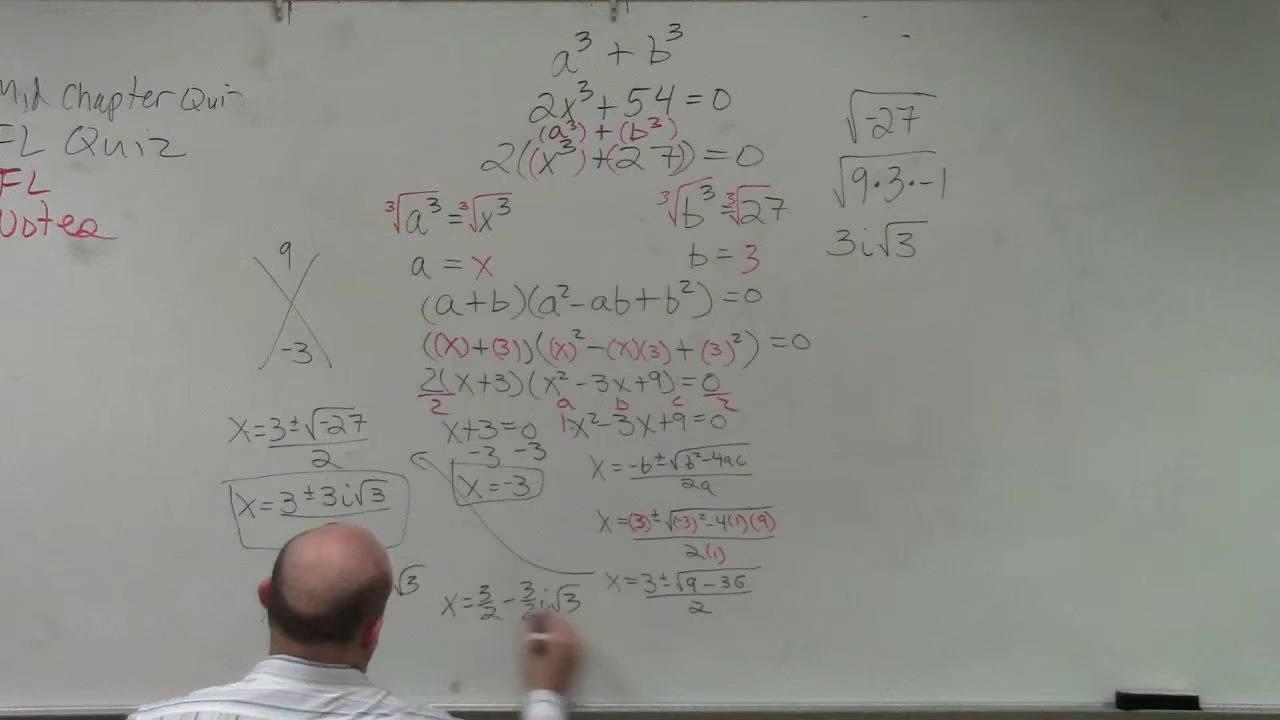 Mid Chapter Qui
FL Quiz
FL
Notes
a³ + b³
2x³ + 54 = 0
(a³) + (b³)
2((x³) + (27)) = 0
∛a³ = ∛x³
∛b³ = ∛27
a = x
b = 3
(a+b)(a² - ab + b²) = 0
((x) + (3))((x)² - (x)(3) + (3)²) = 0
2(x+3)(x² - 3x + 9) = 0
2 a b c 2
x + 3 = 0
-3 -3
x = -3
1x² - 3x + 9 = 0
x = -b ± √b² - 4ac
2a
x = (3) ± √(-3)² - 4(1)(9)
2(1)
x = 3 ± √9 - 36
2
9
-3
x = 3 ± √-27
2
x = 3 ± 3i√3
√3
x = 3/2 - 3/2 i√3
√-27
√9·3·-1
3i√3